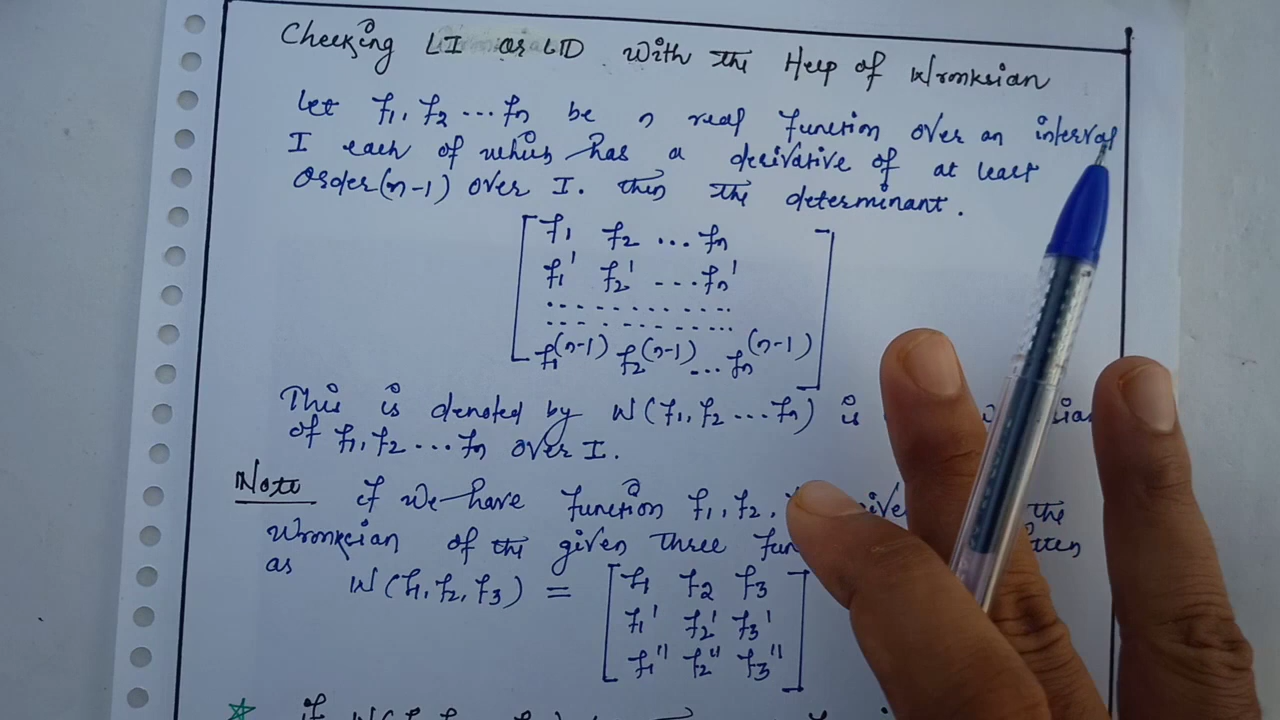 Checking LI or LD with the Help of Wronksian
Let f1, f2 ... fn be n real function over an interval
I each of which has a derivative of at least
order (n-1) over I. then the determinant.
f1 f2 ... fn
f1' f2' ... fn'
.............
.............
f1^(n-1) f2^(n-1) ... fn^(n-1)
This is denoted by W(f1, f2 ... fn) is
of f1, f2 ... fn over I.
Note if we have function f1, f2, the
Wronksian of the given three
as
W(f1, f2, f3) = f1 f2 f3
f1' f2' f3'
f1'' f2'' f3''